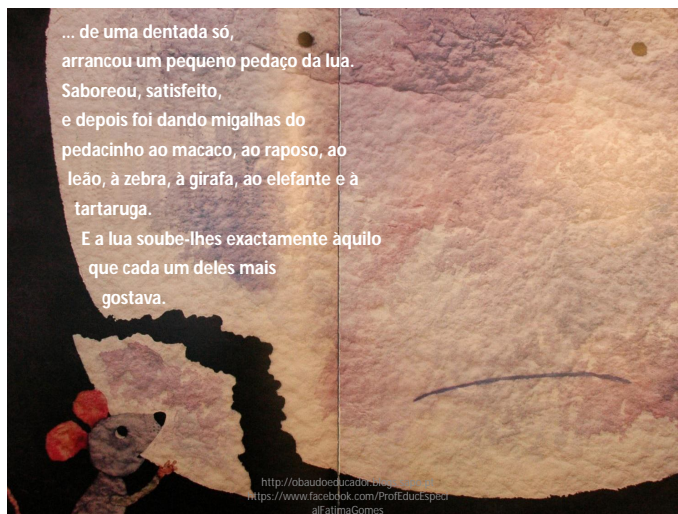 ... de uma dentada só,
arrancou um pequeno pedaço da lua.
Saboreou, satisfeito,
e depois foi dando migalhas do
pedacinho ao macaco, ao raposo, ao
leão, à zebra, à girafa, ao elefante e à
tartaruga.
E a lua soube-lhes exactamente àquilo
que cada um deles mais
gostava.
https://www.facebook.com/ProfEducEspeci
alFatimaGomes